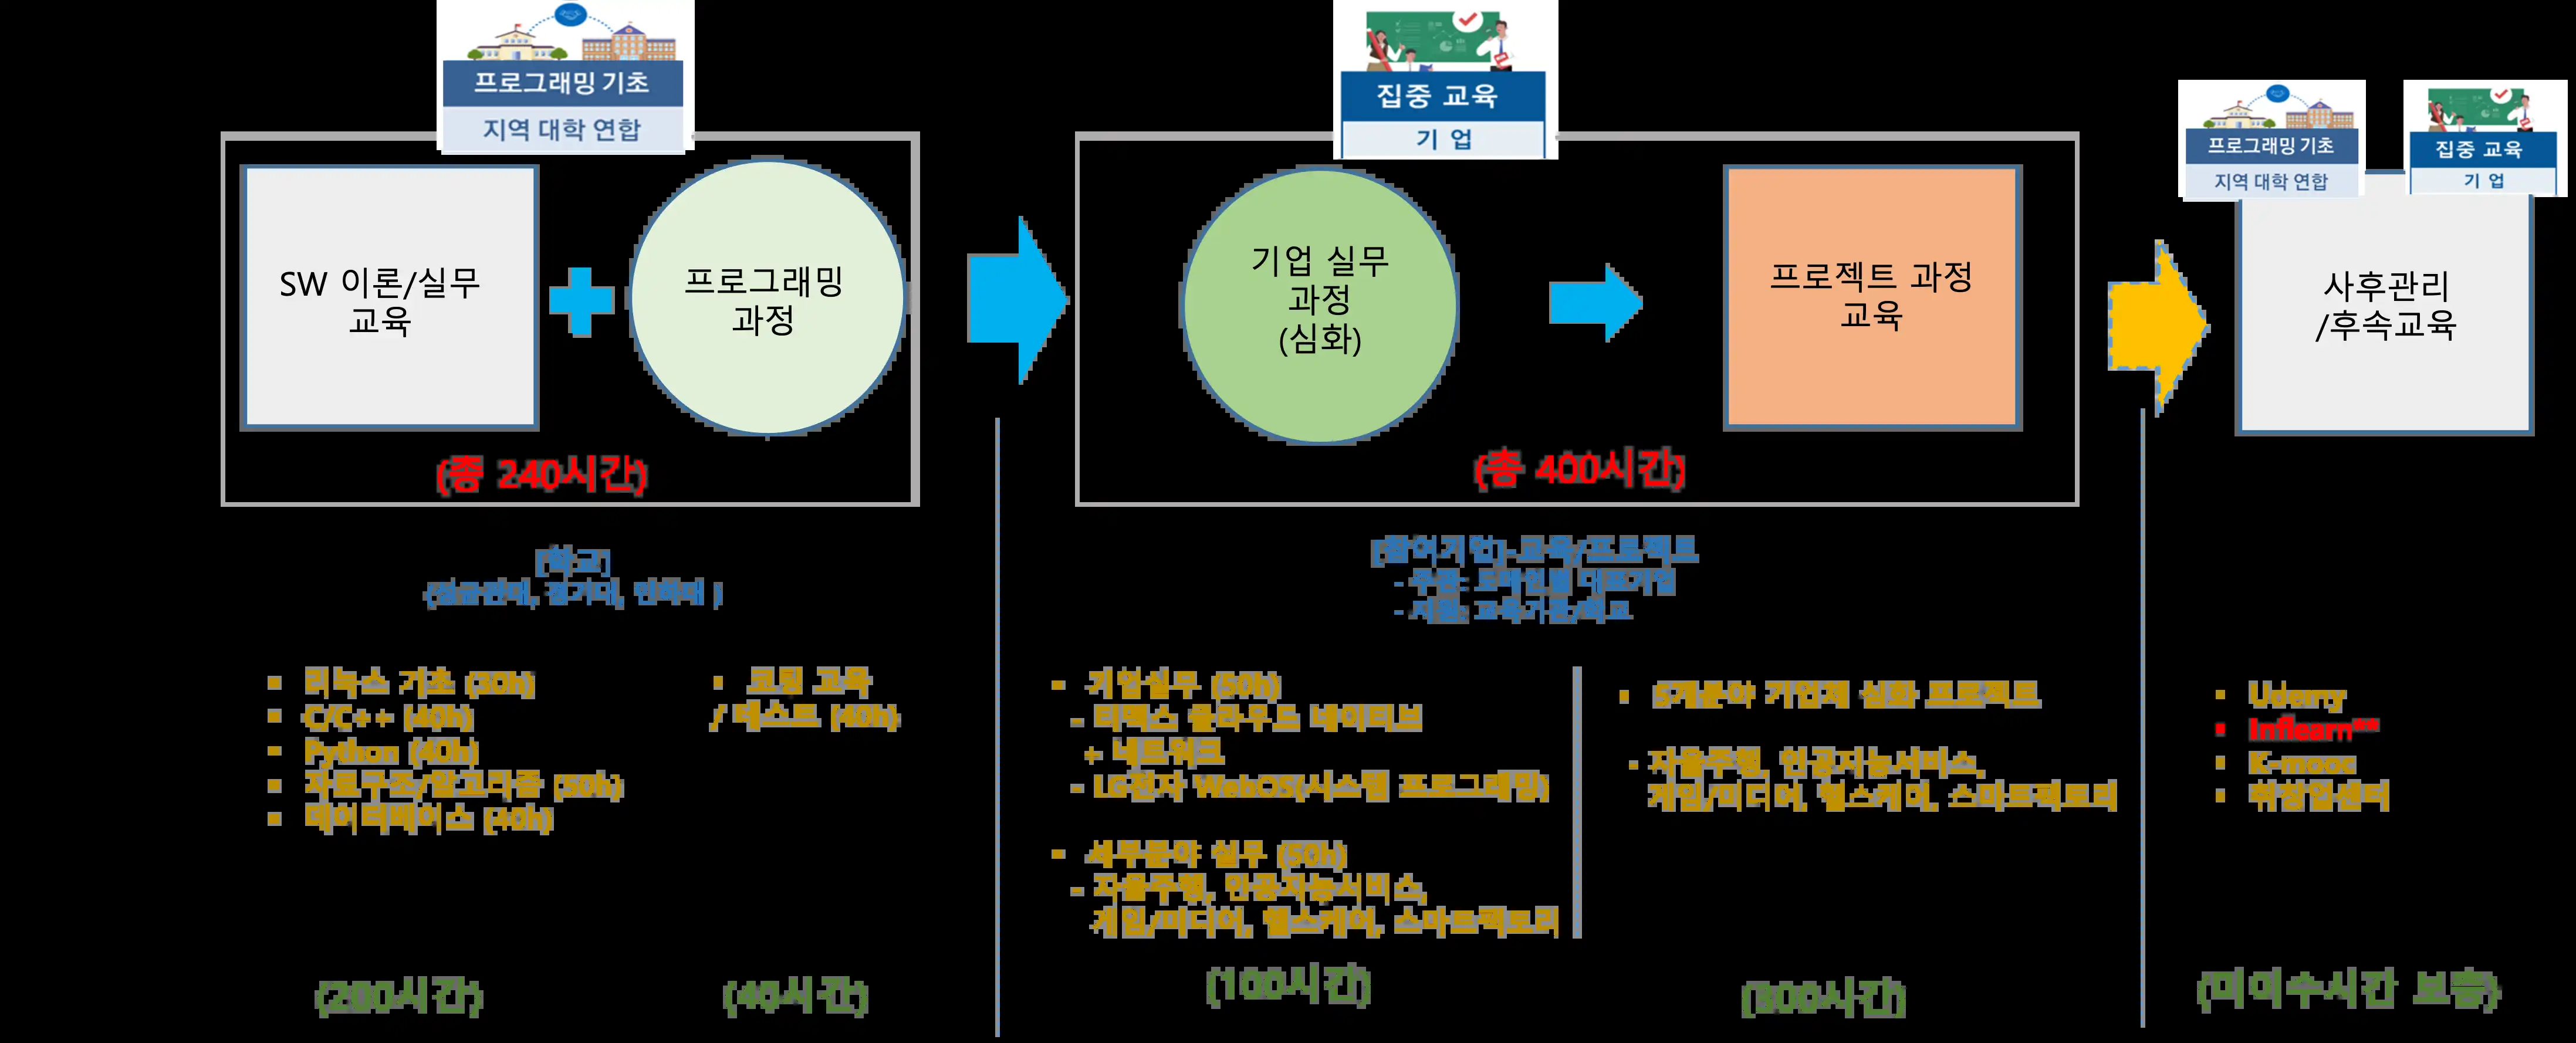 프로그래밍 기초
지역 대학 연합
SW 이론/실무
교육
프로그래밍
과정
(총 240시간)
[학교]
(성균관대, 경기대, 인하대 )
• 리눅스 기초 (30h)
• C/C++ (40h)
• Python (40h)
• 자료구조/알고리즘 (50h)
• 데이터베이스 (40h)
(200시간)
• 코딩 교육
/ 테스트 (40h)
(40시간)
집중 교육
기 업
기업 실무
과정
(심화)
프로젝트 과정
교육
(총 400시간)
[참여기업]-교육/프로젝트
- 주관: 도메인별 대표기업
- 지원: 교육기관/학교
• 기업실무 (50h)
- 티맥스 클라우드 네이티브
+ 네트워크
- LG전자 WebOS(시스템 프로그래밍)
• 세부분야 실무 (50h)
- 자율주행, 인공지능서비스,
게임/미디어, 헬스케어, 스마트팩토리
(100시간)
• 5개분야 기업체 심화 프로젝트
- 자율주행, 인공지능서비스,
게임/미디어, 헬스케어, 스마트팩토리
(300시간)
프로그래밍 기초
지역 대학 연합
집중 교육
기 업
사후관리
/후속교육
• Udemy
• Inflearn**
• K-mooc
• 취창업센터
(미이수시간 보충)